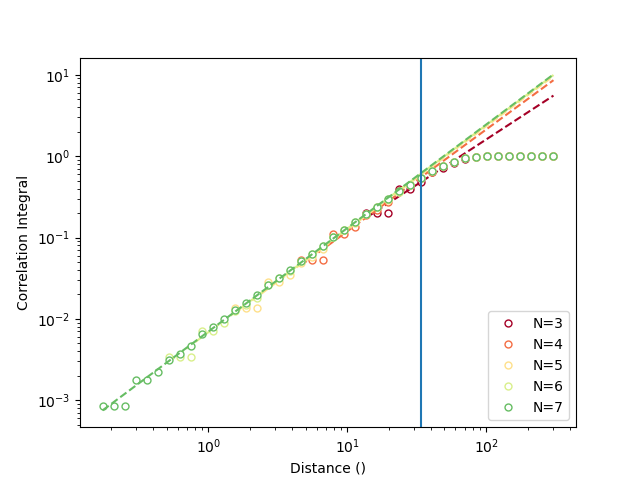 10¹
10⁰
10⁻¹
10⁻²
10⁻³
Correlation Integral
10⁰
10¹
10²
Distance ()
N=3
N=4
N=5
N=6
N=7